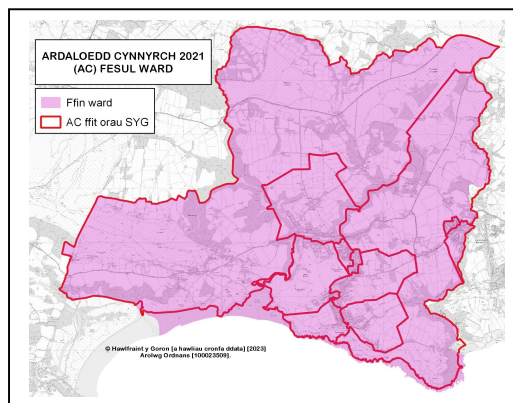 ARDALOEDD CYNNYRCH 2021
(AC) FESUL WARD
Ffin ward
AC ffit orau SYG
© Hawlfraint y Goron [a hawliau cronfa ddata] [2023]
Arolwg Ordnans [100023509].